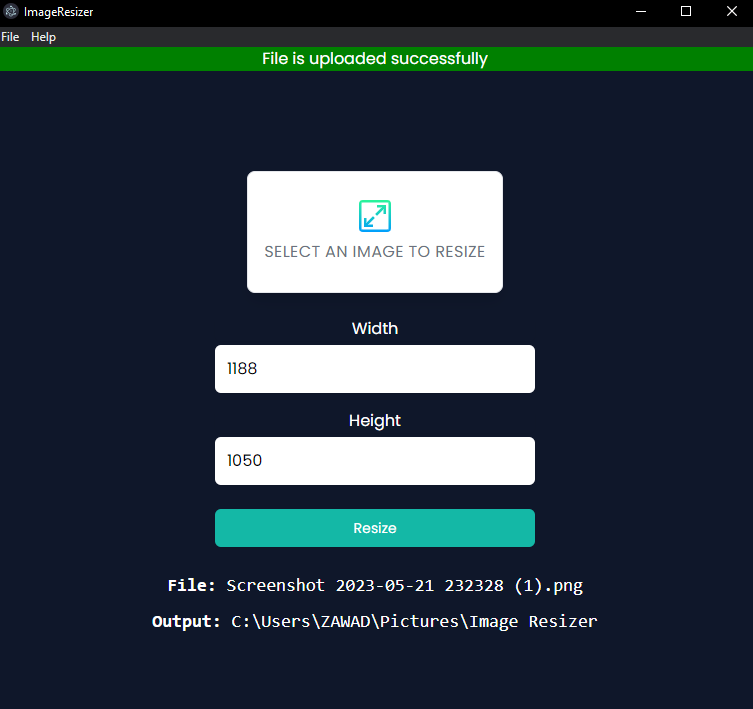 ImageResizer
File Help
File is uploaded successfully
SELECT AN IMAGE TO RESIZE
Width
1188
Height
1050
Resize
File: Screenshot 2023-05-21 232328 (1).png
Output: C:\Users\ZAWAD\Pictures\Image Resizer